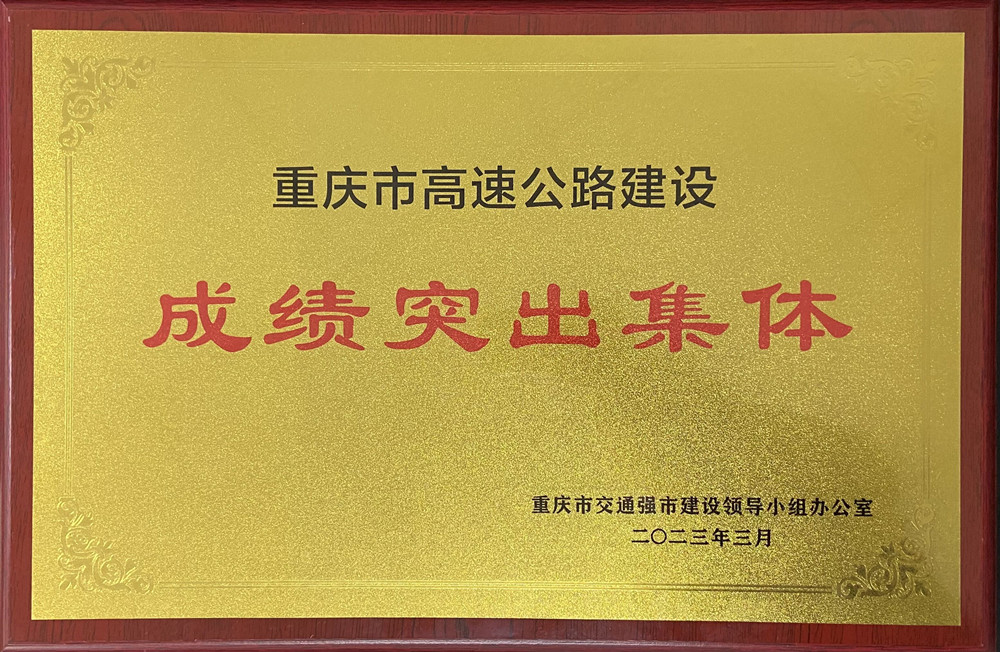 重庆市高速公路建设
成绩突出集体
重庆市交通强市建设领导小组办公室
二〇二三年三月